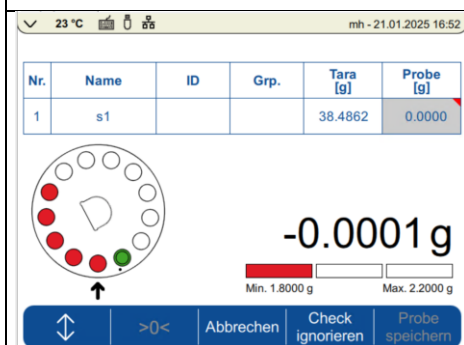 23 °C mh - 21.01.2025 16:52
Nr. Name ID Grp. Tara [g] Probe [g]
1 s1 38.4862 0.0000
-0.0001 g
Min. 1.8000 g Max. 2.2000 g
>0< Abbrechen Check ignorieren Probe speichern